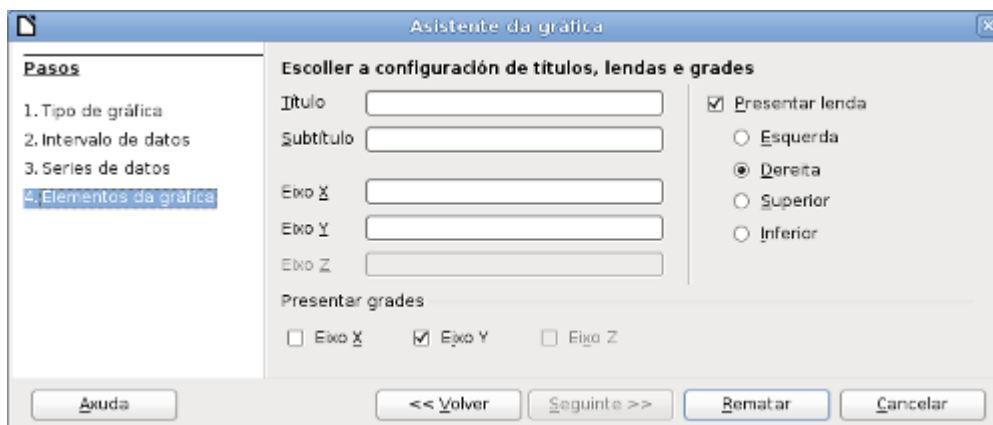 Asistente da gráfica
Pasos
1. Tipo de gráfica
2. Intervalo de datos
3. Series de datos
4. Elementos da gráfica
Escoller a configuración de títulos, lendas e grades
Título
Subtítulo
Eixo X
Eixo Y
Eixo Z
Presentar lenda
Esquerda
Dereita
Superior
Inferior
Presentar grades
Eixo X Eixo Y Eixo Z
Axuda << Volver Seguinte >> Rematar Cancelar